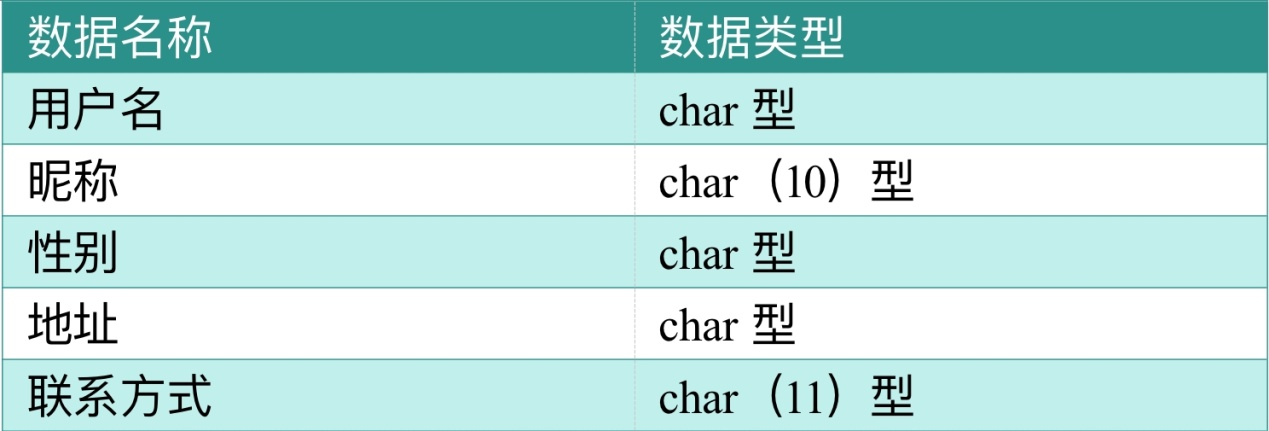 数据名称 数据类型
用户名 char 型
昵称 char（10）型
性别 char 型
地址 char 型
联系方式 char（11）型